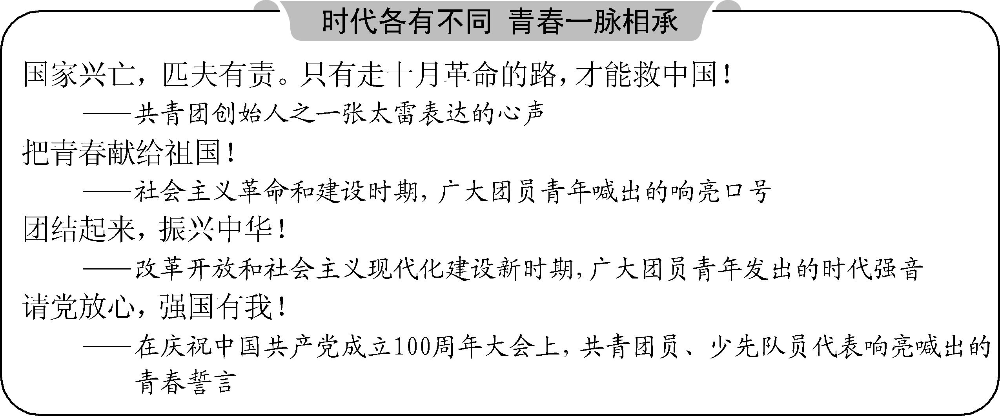 时代各有不同 青春一脉相承
国家兴亡，匹夫有责。只有走十月革命的路，才能救中国！
——共青团创始人之一张太雷表达的心声
把青春献给祖国！
——社会主义革命和建设时期，广大团员青年喊出的响亮口号
团结起来，振兴中华！
——改革开放和社会主义现代化建设新时期，广大团员青年发出的时代强音
请党放心，强国有我！
——在庆祝中国共产党成立100周年大会上，共青团员、少先队员代表响亮喊出的
青春誓言